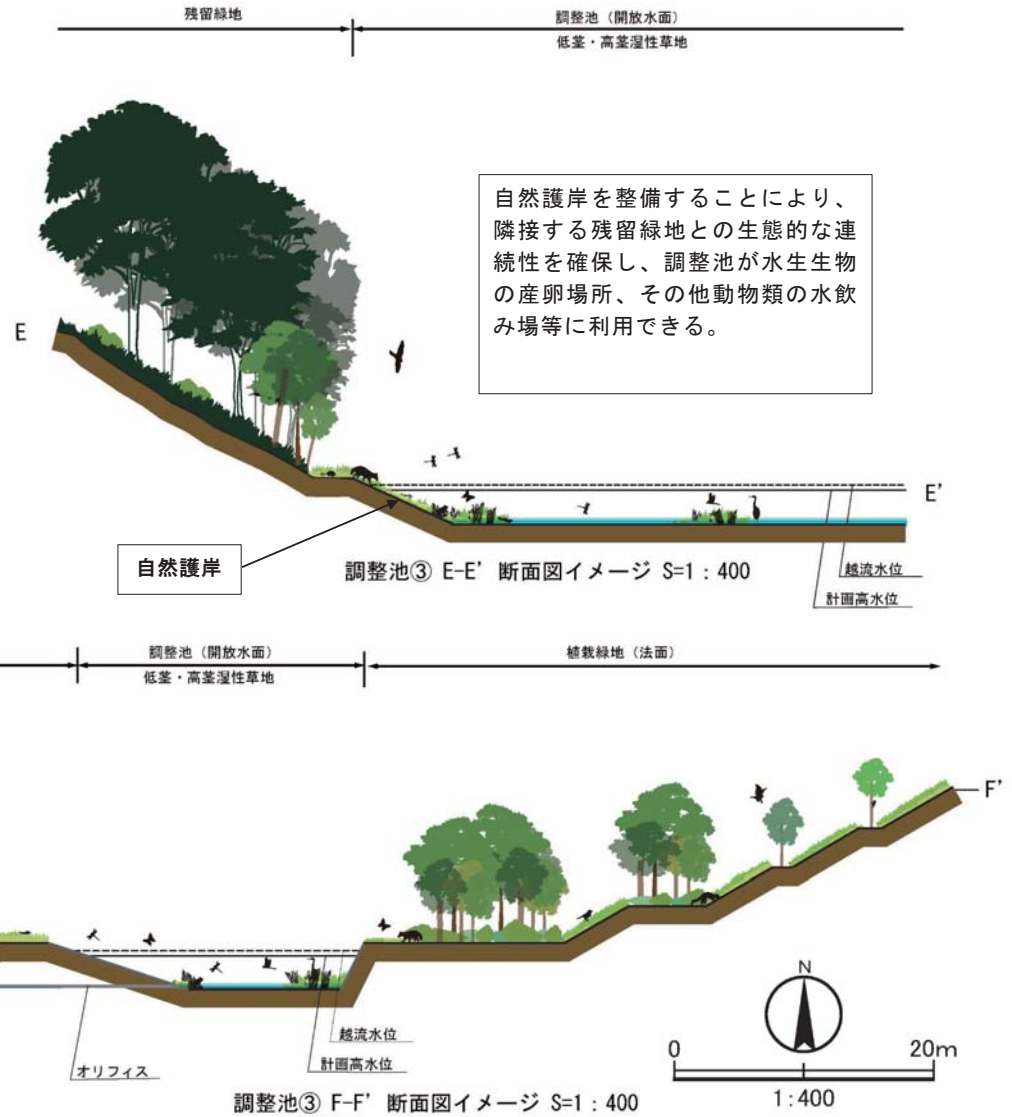 残留緑地
調整池（開放水面）
低茎・高茎湿性草地
自然護岸を整備することにより、
隣接する残留緑地との生態的な連
続性を確保し、調整池が水生生物
の産卵場所、その他動物類の水飲
み場等に利用できる。
E
E'
自然護岸
調整池③ E-E' 断面図イメージ S=1：400
越流水位
計画高水位
調整池（開放水面）
低茎・高茎湿性草地
植栽緑地（法面）
F'
N
越流水位
計画高水位
オリフィス
0
20m
1:400
調整池③ F-F' 断面図イメージ S=1：400